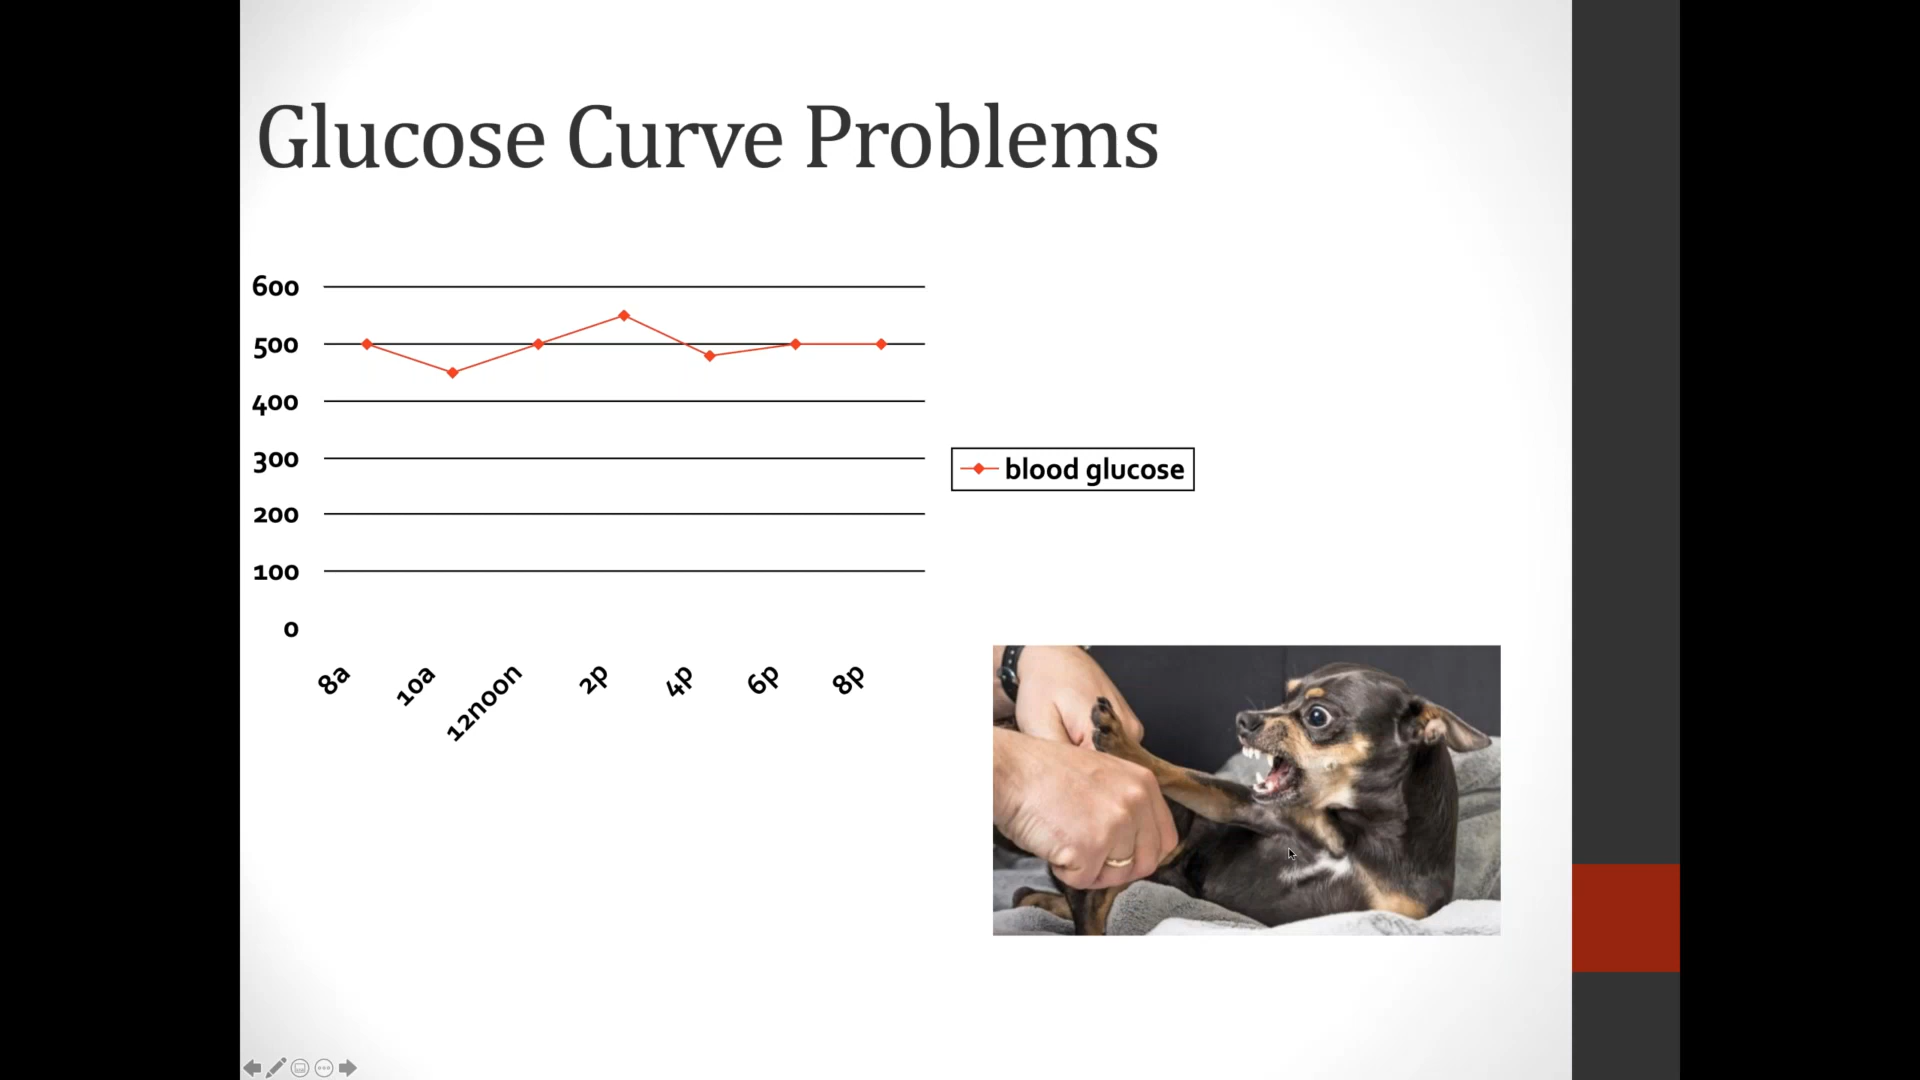 Glucose Curve Problems
600
500
400
300
200
100
0
8a
10a
12noon
2p
4p
6p
8p
blood glucose